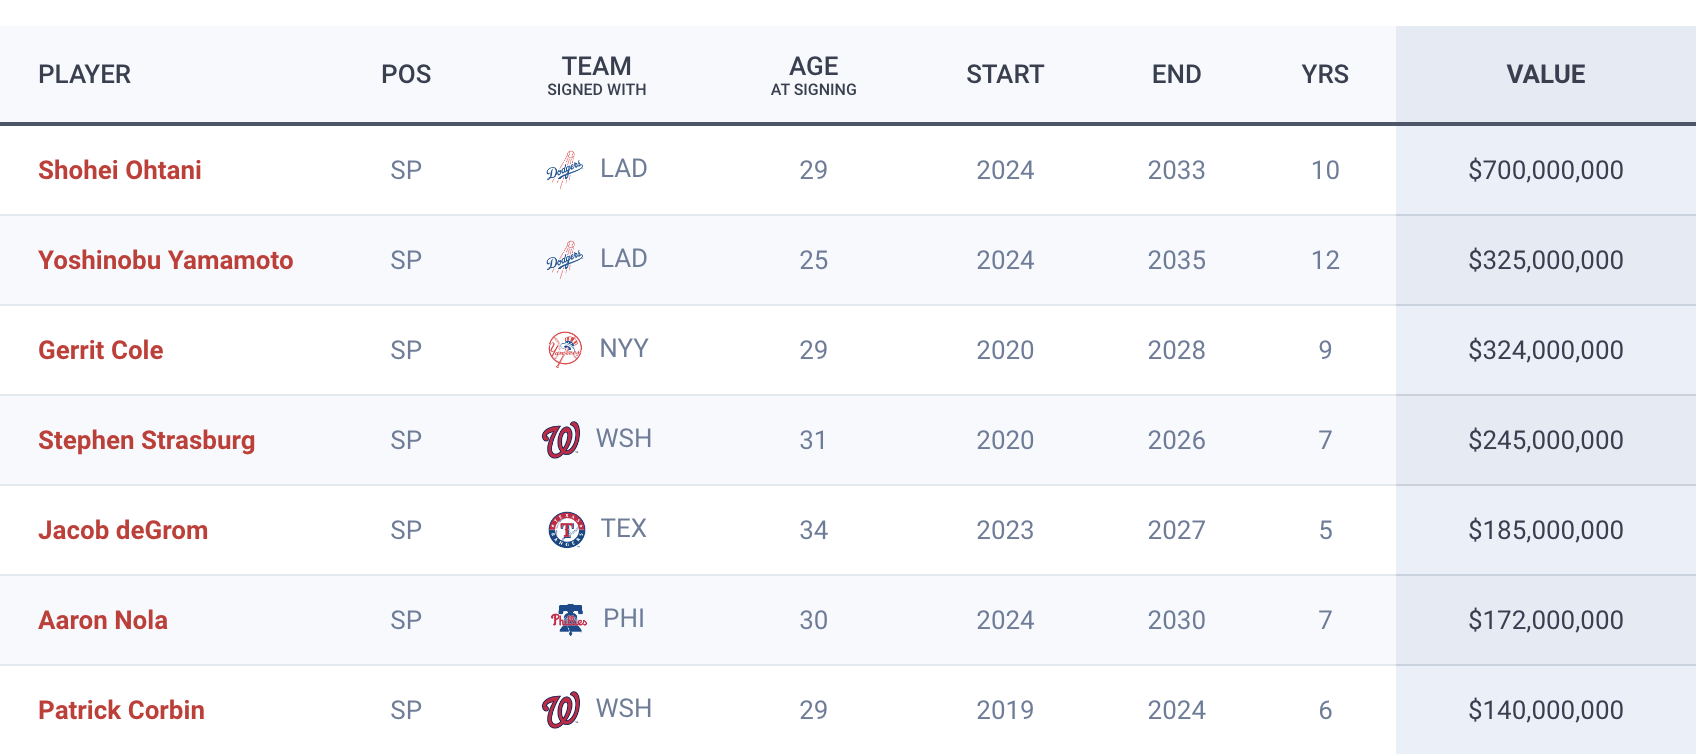 PLAYER POS TEAM SIGNED WITH AGE AT SIGNING START END YRS VALUE
Shohei Ohtani SP Dodgers LAD 29 2024 2033 10 $700,000,000
Yoshinobu Yamamoto SP Dodgers LAD 25 2024 2035 12 $325,000,000
Gerrit Cole SP Yankees NYY 29 2020 2028 9 $324,000,000
Stephen Strasburg SP W WSH 31 2020 2026 7 $245,000,000
Jacob deGrom SP T TEX 34 2023 2027 5 $185,000,000
Aaron Nola SP Phillies PHI 30 2024 2030 7 $172,000,000
Patrick Corbin SP W WSH 29 2019 2024 6 $140,000,000